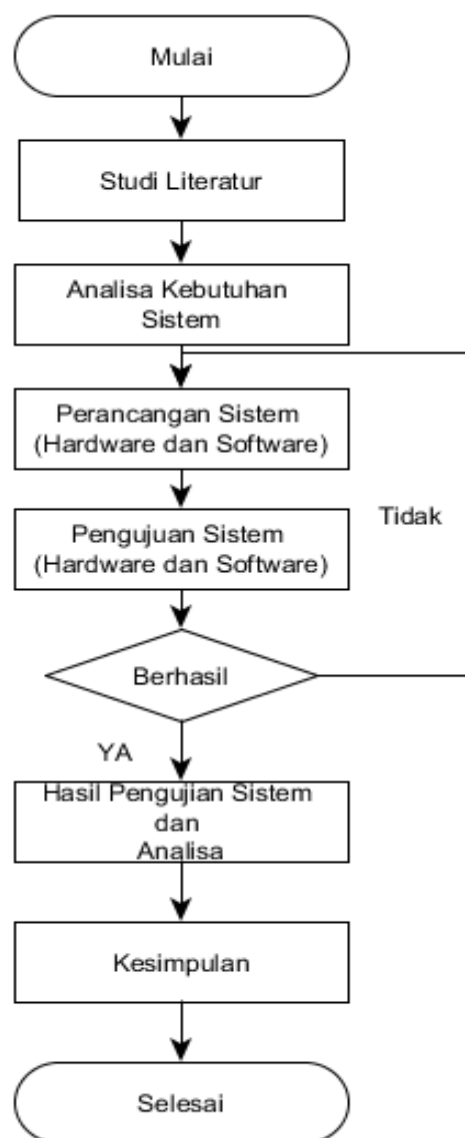 Mulai
Studi Literatur
Analisa Kebutuhan
Sistem
Perancangan Sistem
(Hardware dan Software)
Pengujuan Sistem
(Hardware dan Software)
Tidak
Berhasil
YA
Hasil Pengujian Sistem
dan
Analisa
Kesimpulan
Selesai